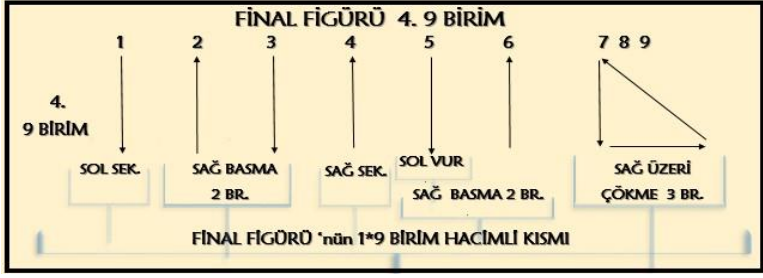 FİNAL FİGÜRÜ 4. 9 BİRİM
1 2 3 4 5 6 7 8 9
4.
9 BİRİM
SOL SEK.
SAĞ BASMA
2 BR.
SAĞ SEK.
SOL VUR
SAĞ BASMA 2 BR.
SAĞ ÜZERİ
ÇÖKME 3 BR.
FİNAL FİGÜRÜ 'nün 1*9 BİRİM HACİMLİ KISMI